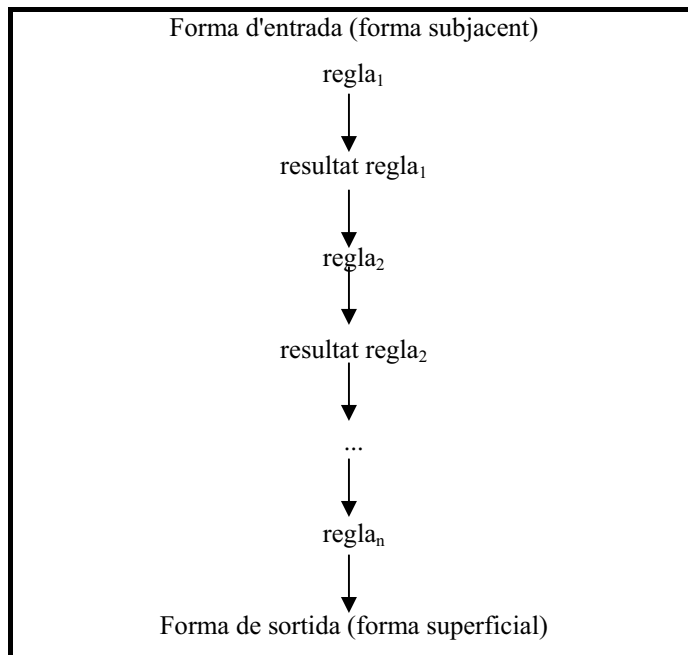 Forma d'entrada (forma subjacent)
regla₁
resultat regla₁
regla₂
resultat regla₂
...
reglaₙ
Forma de sortida (forma superficial)